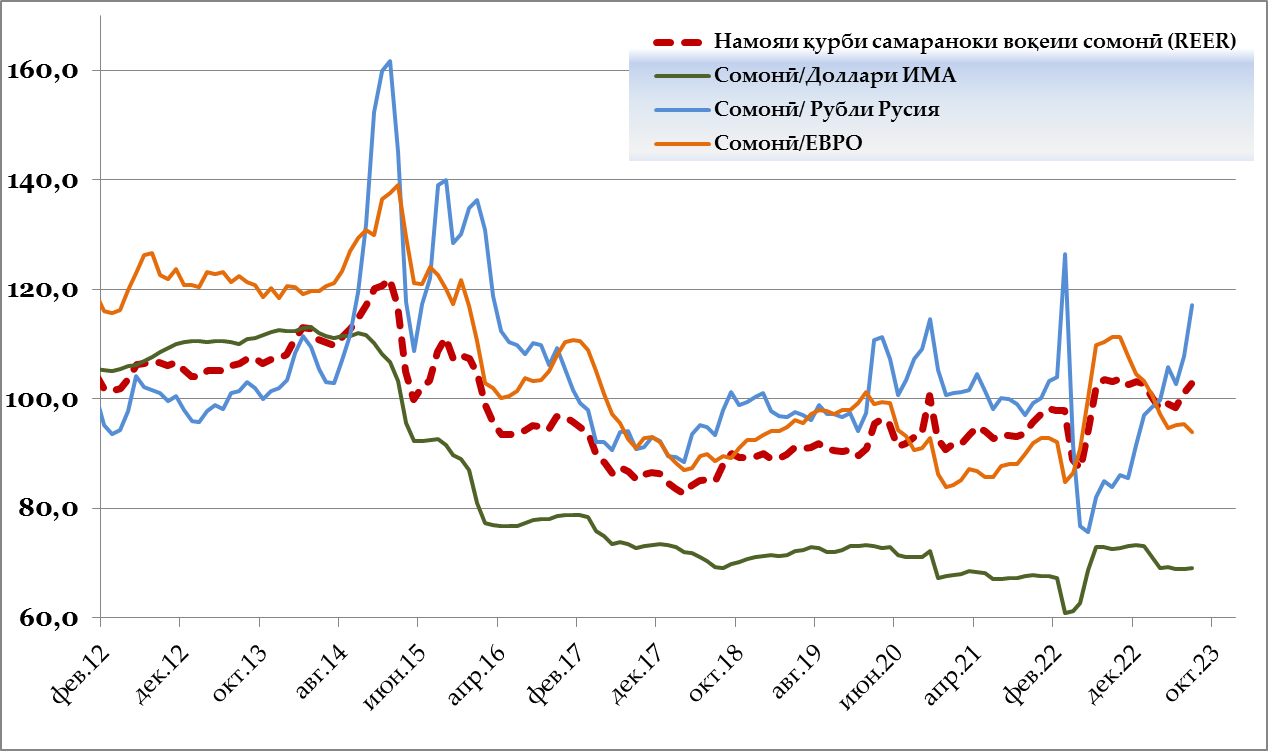 Намояи қурби самараноки воқеии сомонӣ (REER)
Сомонӣ/Доллари ИМА
Сомонӣ/ Рубли Русия
Сомонӣ/ЕВРО
160,0
140,0
120,0
100,0
80,0
60,0
фев.12
дек.12
окт.13
авг.14
июн.15
апр.16
фев.17
дек.17
окт.18
авг.19
июн.20
апр.21
фев.22
дек.22
окт.23